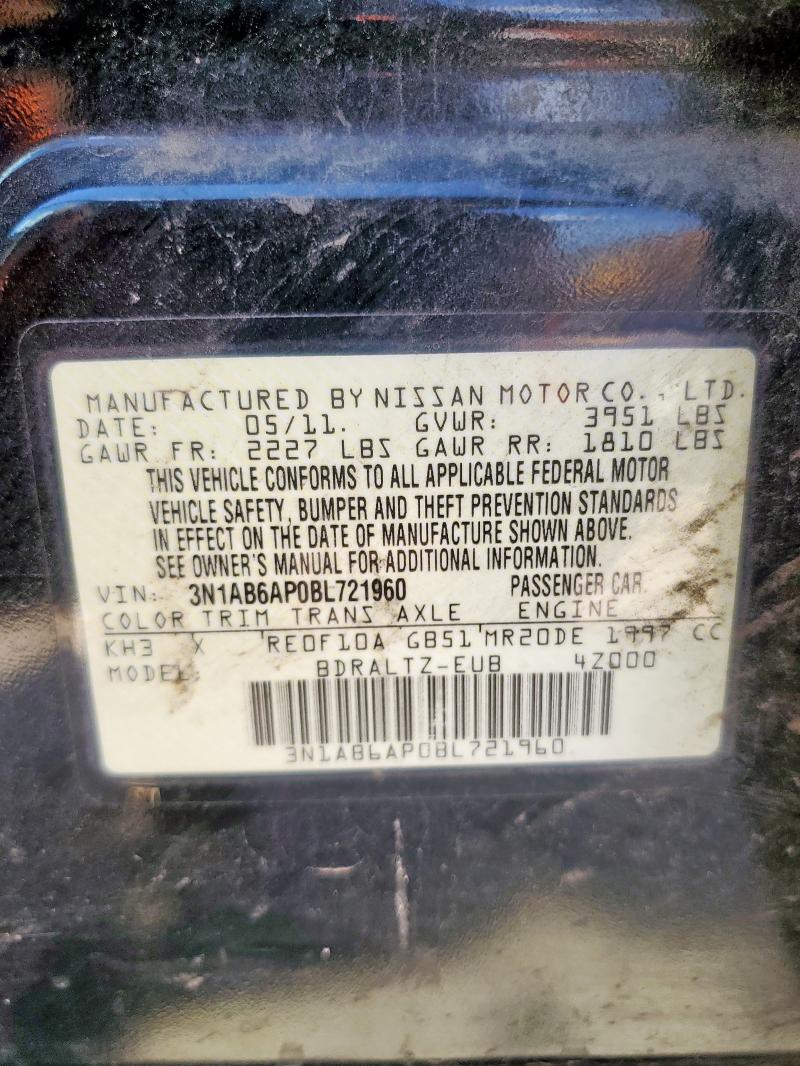 MANUFACTURED BY NISSAN MOTOR CO., LTD.
DATE: 05/11. GVWR: 3951 LBS
GAWR FR: 2227 LBS GAWR RR: 1810 LBS
THIS VEHICLE CONFORMS TO ALL APPLICABLE FEDERAL MOTOR
VEHICLE SAFETY, BUMPER AND THEFT PREVENTION STANDARDS
IN EFFECT ON THE DATE OF MANUFACTURE SHOWN ABOVE.
SEE OWNER'S MANUAL FOR ADDITIONAL INFORMATION.
VIN: 3N1AB6AP0BL721960 PASSENGER CAR
COLOR TRIM TRANS AXLE ENGINE
KH3 X RE0F10A GB51 MR20DE 1997 CC
MODEL: BDRALTZ-EUB 4Z000
3N1AB6AP0BL721960